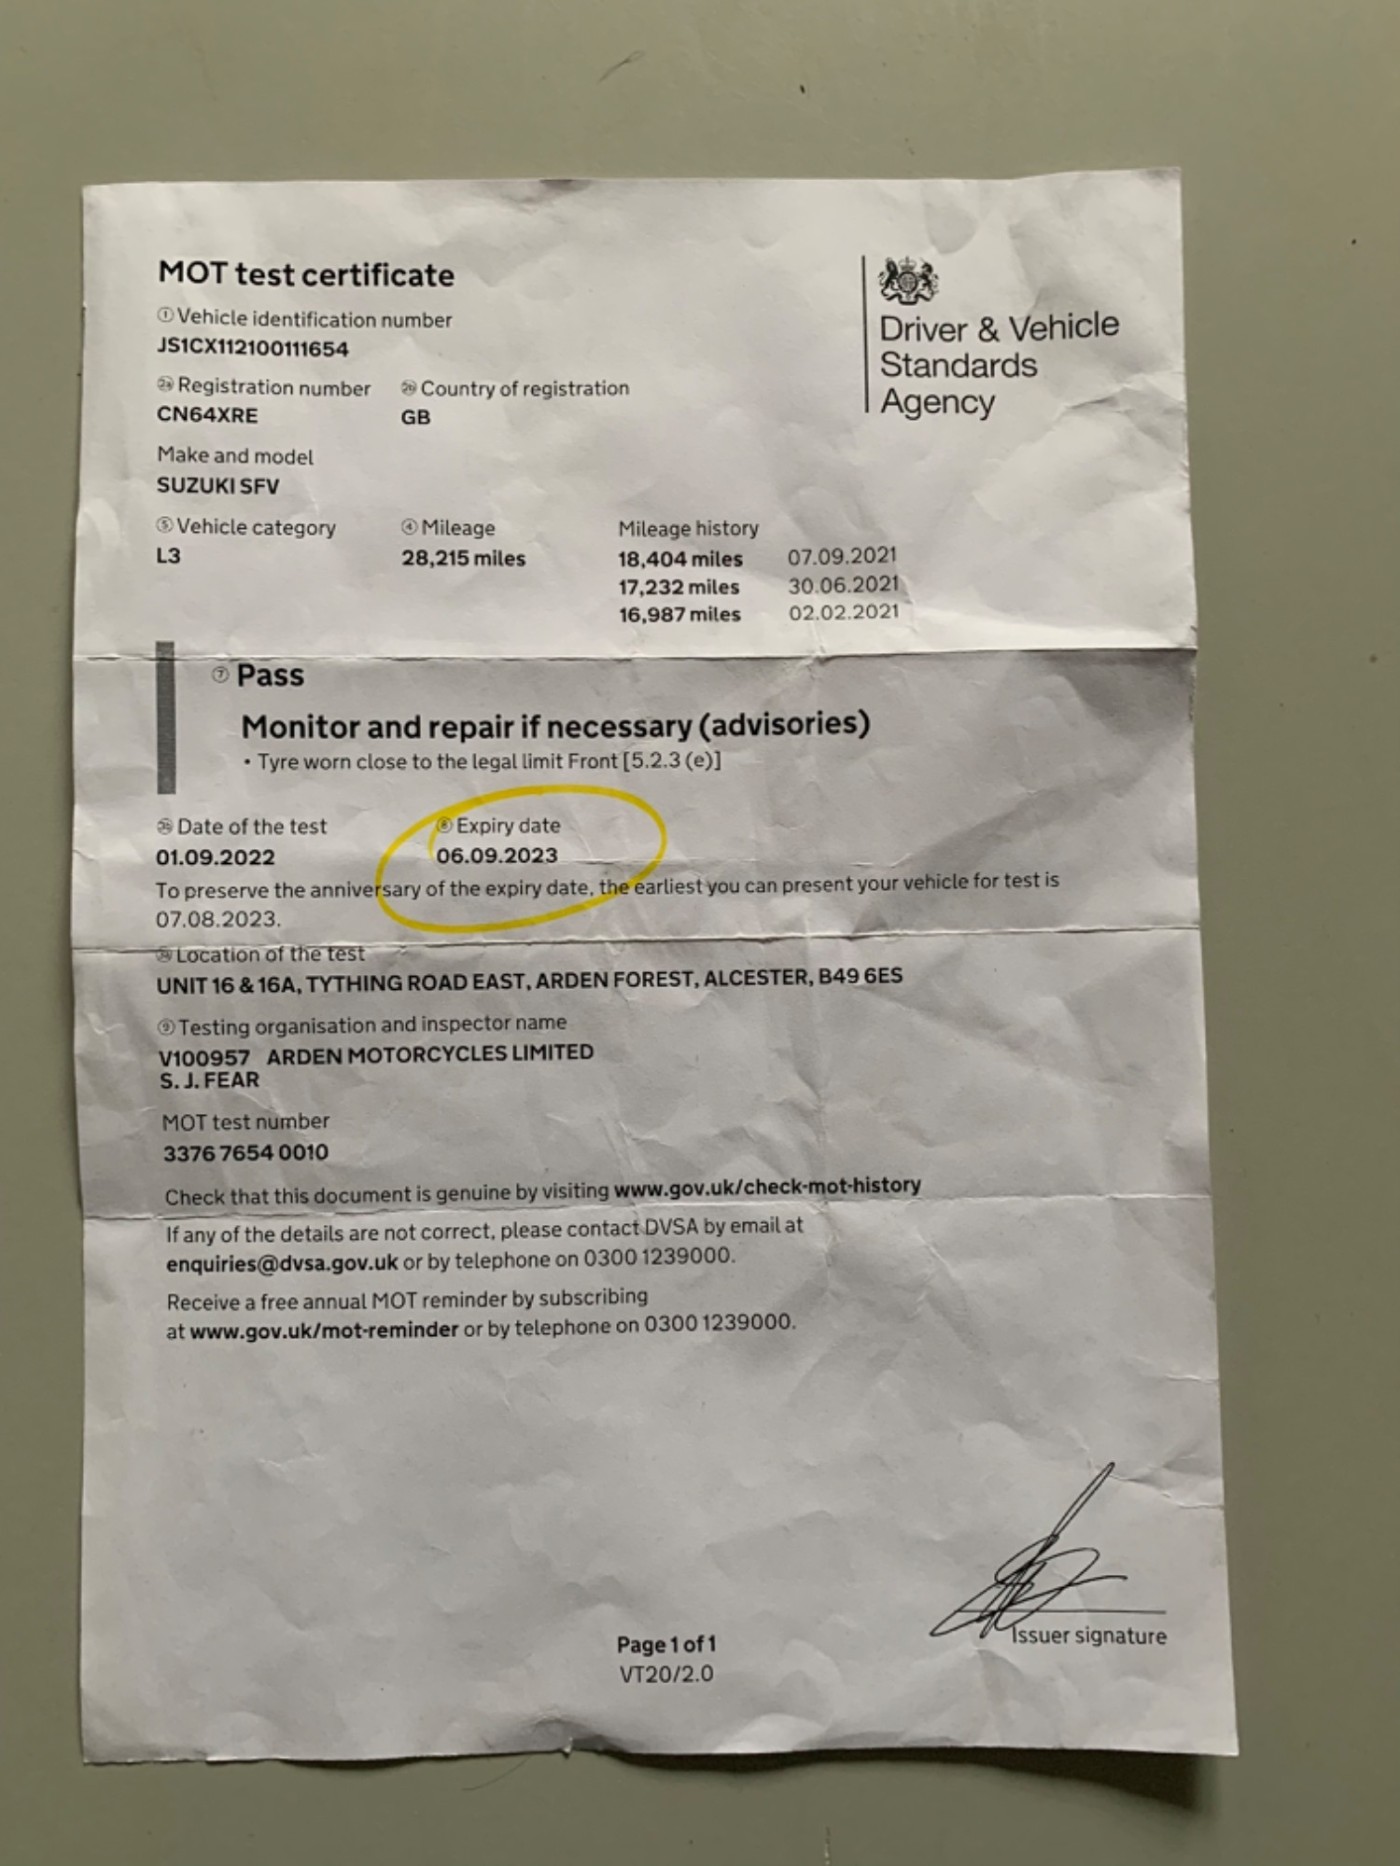 MOT test certificate
① Vehicle identification number
JS1CX112100111654
Driver & Vehicle
Standards
Agency
Registration number Country of registration
CN64XRE GB
Make and model
SUZUKI SFV
⑤ Vehicle category ④ Mileage Mileage history
L3 28,215 miles 18,404 miles 07.09.2021
17,232 miles 30.06.2021
16,987 miles 02.02.2021
⑦ Pass
Monitor and repair if necessary (advisories)
• Tyre worn close to the legal limit Front [5.2.3 (e)]
Date of the test ⑧ Expiry date
01.09.2022 06.09.2023
To preserve the anniversary of the expiry date, the earliest you can present your vehicle for test is
07.08.2023.
Location of the test
UNIT 16 & 16A, TYTHING ROAD EAST, ARDEN FOREST, ALCESTER, B49 6ES
⑨ Testing organisation and inspector name
V100957 ARDEN MOTORCYCLES LIMITED
S. J. FEAR
MOT test number
3376 7654 0010
Check that this document is genuine by visiting www.gov.uk/check-mot-history
If any of the details are not correct, please contact DVSA by email at
enquiries@dvsa.gov.uk or by telephone on 0300 1239000.
Receive a free annual MOT reminder by subscribing
at www.gov.uk/mot-reminder or by telephone on 0300 1239000.
Issuer signature
Page 1 of 1
VT20/2.0